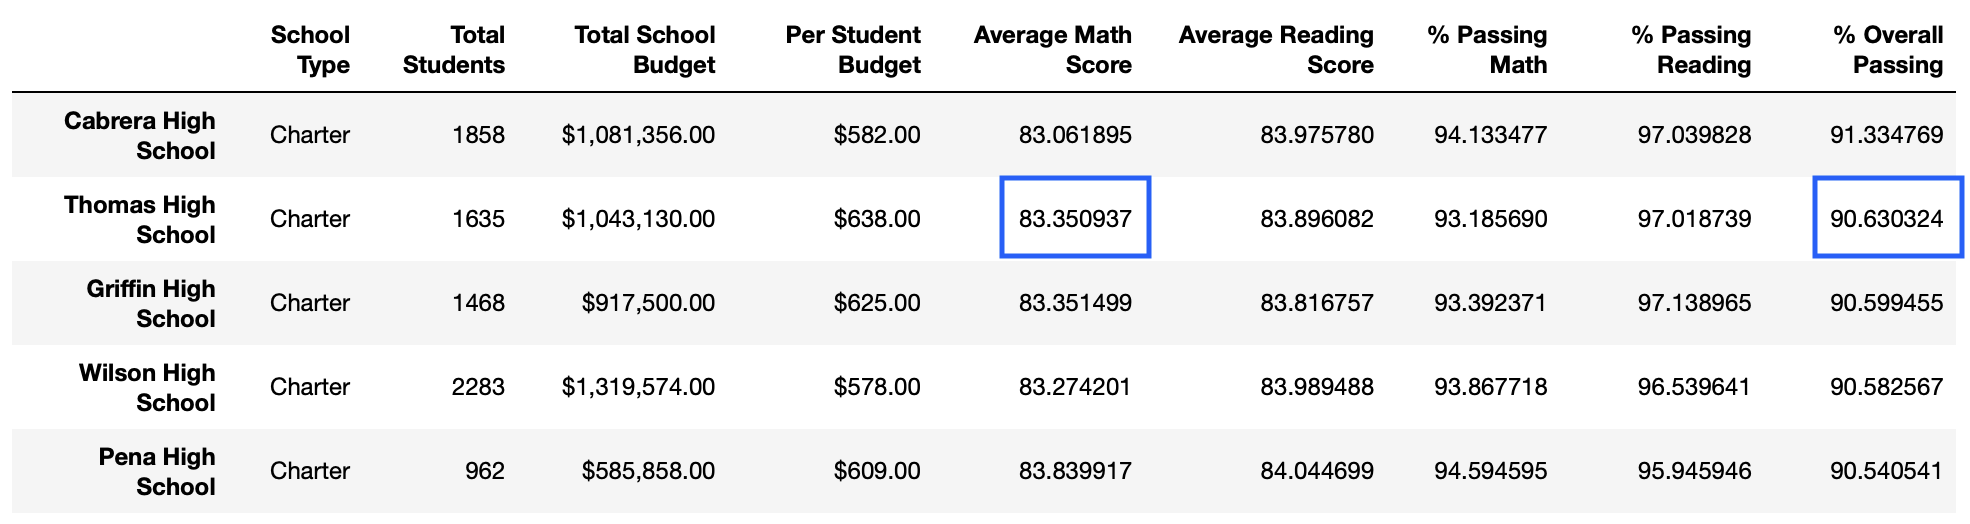 School Type Total Students Total School Budget Per Student Budget Average Math Score Average Reading Score % Passing Math % Passing Reading % Overall Passing
Cabrera High School Charter 1858 $1,081,356.00 $582.00 83.061895 83.975780 94.133477 97.039828 91.334769
Thomas High School Charter 1635 $1,043,130.00 $638.00 83.350937 83.896082 93.185690 97.018739 90.630324
Griffin High School Charter 1468 $917,500.00 $625.00 83.351499 83.816757 93.392371 97.138965 90.599455
Wilson High School Charter 2283 $1,319,574.00 $578.00 83.274201 83.989488 93.867718 96.539641 90.582567
Pena High School Charter 962 $585,858.00 $609.00 83.839917 84.044699 94.594595 95.945946 90.540541